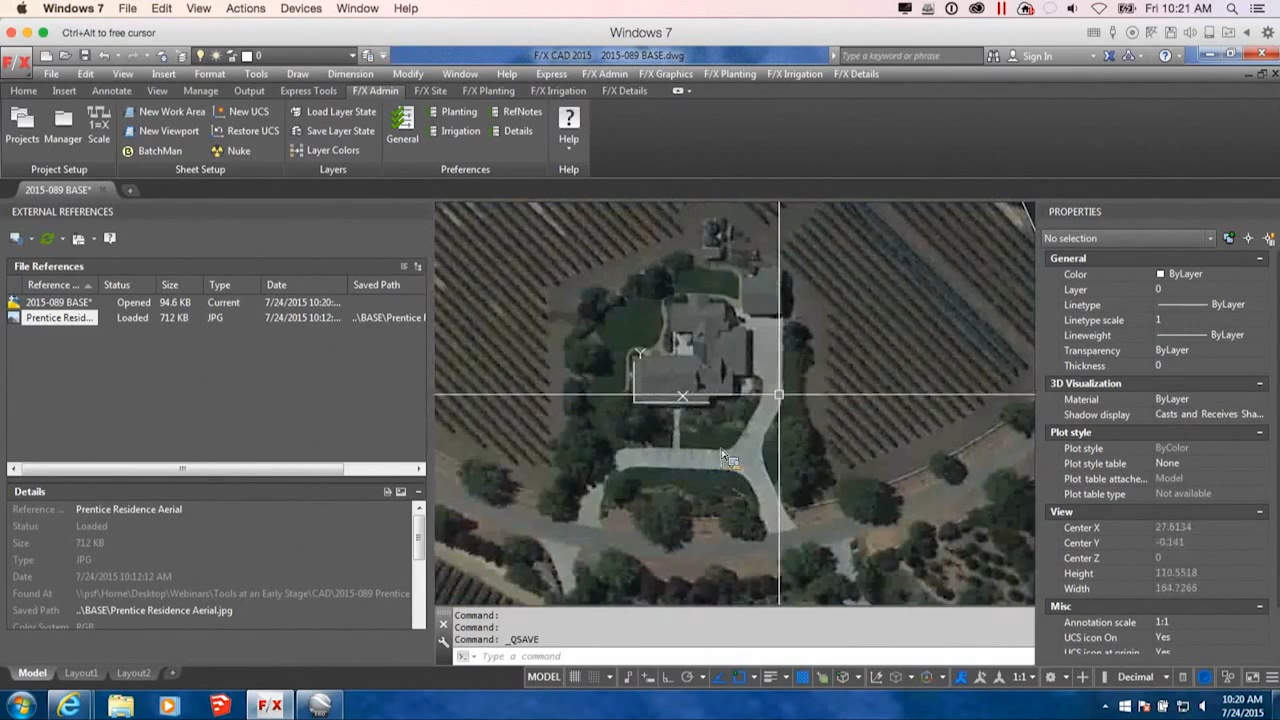 Windows 7 File Edit View Actions Devices Window Help Fri 10:21 AM
Ctrl+Alt to free cursor Windows 7
F/X F/X CAD 2015 2015-089 BASE.dwg Type a keyword or phrase Sign In
0
File Edit View Insert Format Tools Draw Dimension Modify Window Help Express F/X Admin F/X Graphics F/X Planting F/X Irrigation F/X Details
Home Insert Annotate View Manage Output Express Tools F/X Admin F/X Site F/X Planting F/X Irrigation F/X Details
New Work Area New UCS Load Layer State Planting RefNotes
Projects Manager Scale New Viewport Restore UCS Save Layer State General Irrigation Details Help
BatchMan Nuke Layer Colors
Project Setup Sheet Setup Layers Preferences Help
2015-089 BASE*
EXTERNAL REFERENCES
File References
Reference ... Status Size Type Date Saved Path
2015-089 BASE* Opened 94.6 KB Current 7/24/2015 10:20:...
Prentice Resid... Loaded 712 KB JPG 7/24/2015 10:12:... ..\BASE\Prentice
Details
Reference ... Prentice Residence Aerial
Status Loaded
Size 712 KB
Type JPG
Date 7/24/2015 10:12:12 AM
Found At \\psf\Home\Desktop\Webinars\Tools at an Early Stage\CAD\2015-089 Prentice
Saved Path ..\BASE\Prentice Residence Aerial.jpg
Color System RGB
Y
X
Command:
Command:
Command: _QSAVE
Type a command
PROPERTIES
No selection
General
Color ByLayer
Layer 0
Linetype ByLayer
Linetype scale 1
Lineweight ByLayer
Transparency ByLayer
Thickness 0
3D Visualization
Material ByLayer
Shadow display Casts and Receives Sha...
Plot style
Plot style ByColor
Plot style table None
Plot table attache... Model
Plot table type Not available
View
Center X 27.6134
Center Y -0.141
Center Z 0
Height 110.5518
Width 164.7266
Misc
Annotation scale 1:1
UCS icon On Yes
UCS icon at origin Yes
Model Layout1 Layout2 MODEL 1:1 Decimal
F/X 10:20 AM
7/24/2015